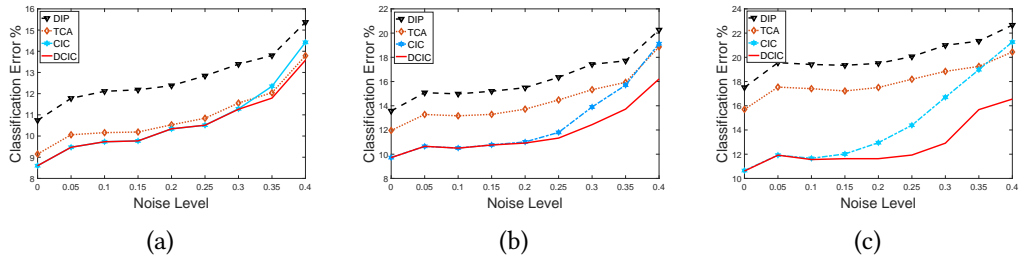 16
15
14
13
12
11
10
9
8
Classification Error %
DIP
TCA
CIC
DCIC
0 0.05 0.1 0.15 0.2 0.25 0.3 0.35 0.4
Noise Level
(a)
22
20
18
16
14
12
10
8
Classification Error %
DIP
TCA
CIC
DCIC
0 0.05 0.1 0.15 0.2 0.25 0.3 0.35 0.4
Noise Level
(b)
24
22
20
18
16
14
12
10
Classification Error %
DIP
TCA
CIC
DCIC
0 0.05 0.1 0.15 0.2 0.25 0.3 0.35 0.4
Noise Level
(c)